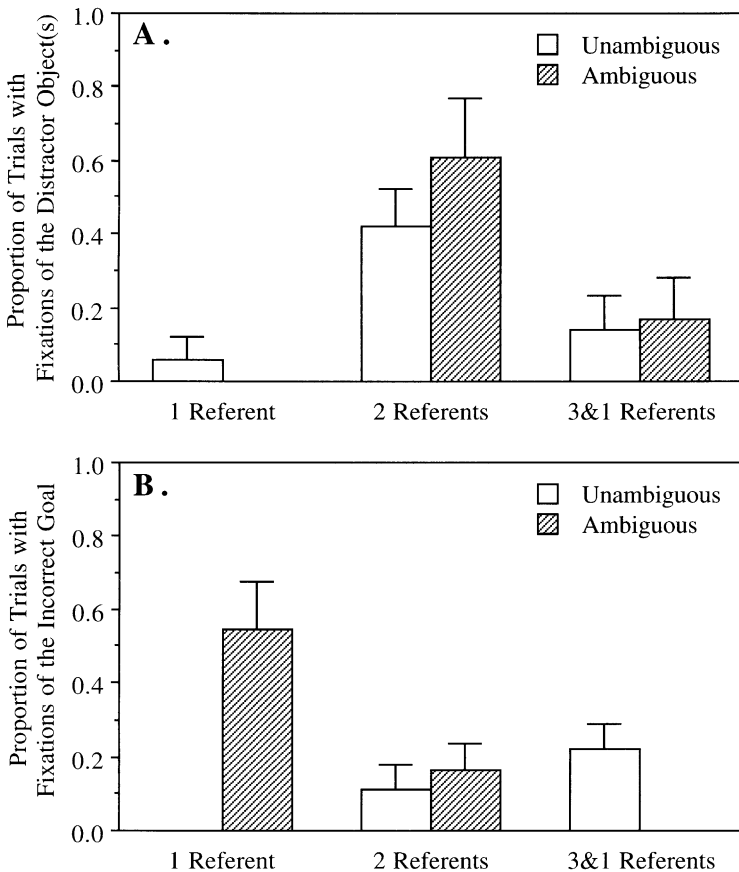 A.
Unambiguous
Ambiguous
Proportion of Trials with
Fixations of the Distractor Object(s)
1.0
0.8
0.6
0.4
0.2
0.0
1 Referent
2 Referents
3&1 Referents
B.
Unambiguous
Ambiguous
Proportion of Trials with
Fixations of the Incorrect Goal
1.0
0.8
0.6
0.4
0.2
0.0
1 Referent
2 Referents
3&1 Referents